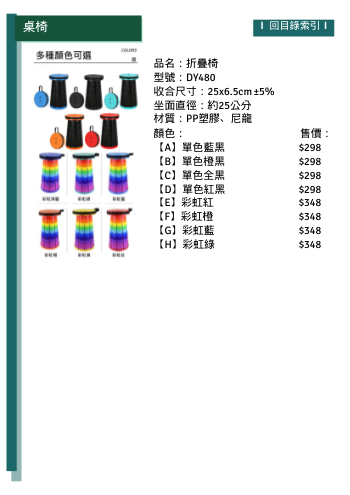 桌椅
I 回目錄索引 I
多種顏色可選
COLORS
品名：折疊椅
型號：DY480
收合尺寸：25x6.5cm±5%
坐面直徑：約25公分
材質：PP塑膠、尼龍
顏色： 售價：
【A】單色藍黑 $298
【B】單色橙黑 $298
【C】單色全黑 $298
【D】單色紅黑 $298
【E】彩虹紅 $348
【F】彩虹橙 $348
【G】彩虹藍 $348
【H】彩虹綠 $348